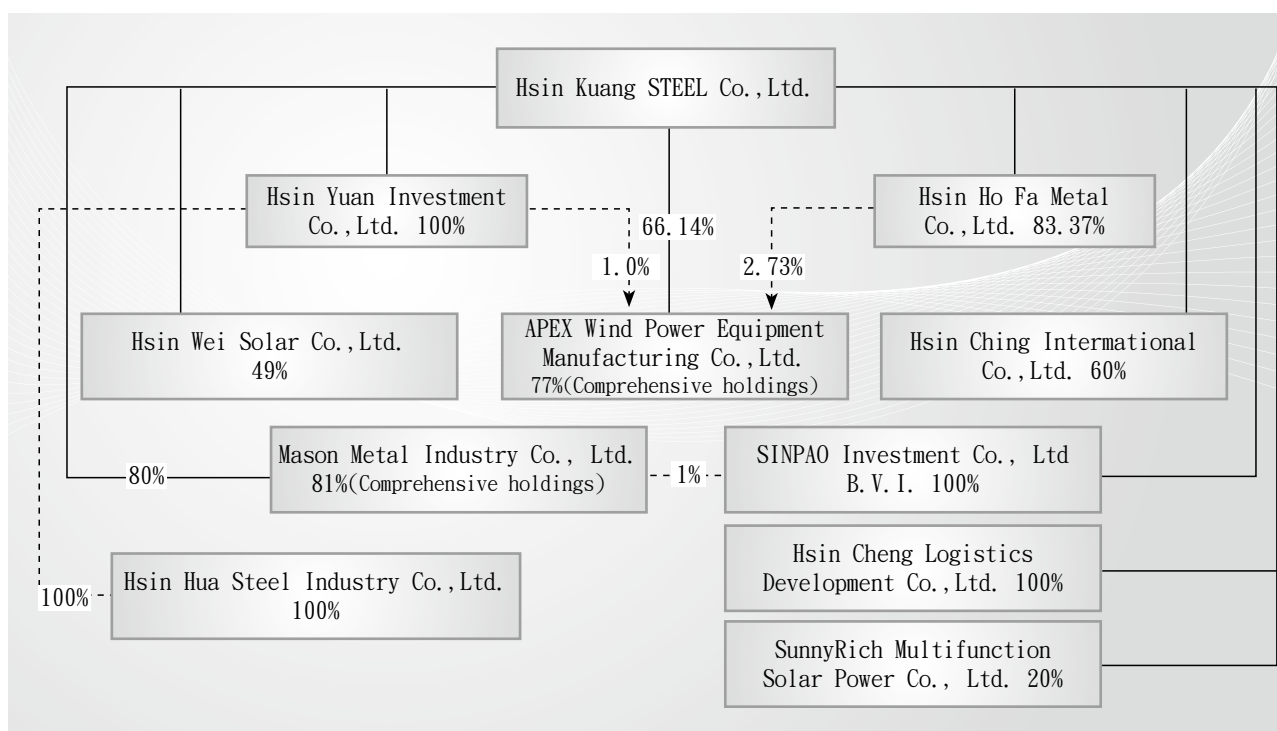 Hsin Kuang STEEL Co.,Ltd.
Hsin Yuan Investment
Co.,Ltd. 100%
Hsin Ho Fa Metal
Co.,Ltd. 83.37%
66.14%
1.0%
2.73%
Hsin Wei Solar Co.,Ltd.
49%
APEX Wind Power Equipment
Manufacturing Co.,Ltd.
77%(Comprehensive holdings)
Hsin Ching Intermational
Co.,Ltd. 60%
80%
Mason Metal Industry Co., Ltd.
81%(Comprehensive holdings)
1%
SINPAO Investment Co., Ltd
B.V.I. 100%
Hsin Cheng Logistics
Development Co.,Ltd. 100%
100%
Hsin Hua Steel Industry Co.,Ltd.
100%
SunnyRich Multifunction
Solar Power Co., Ltd. 20%